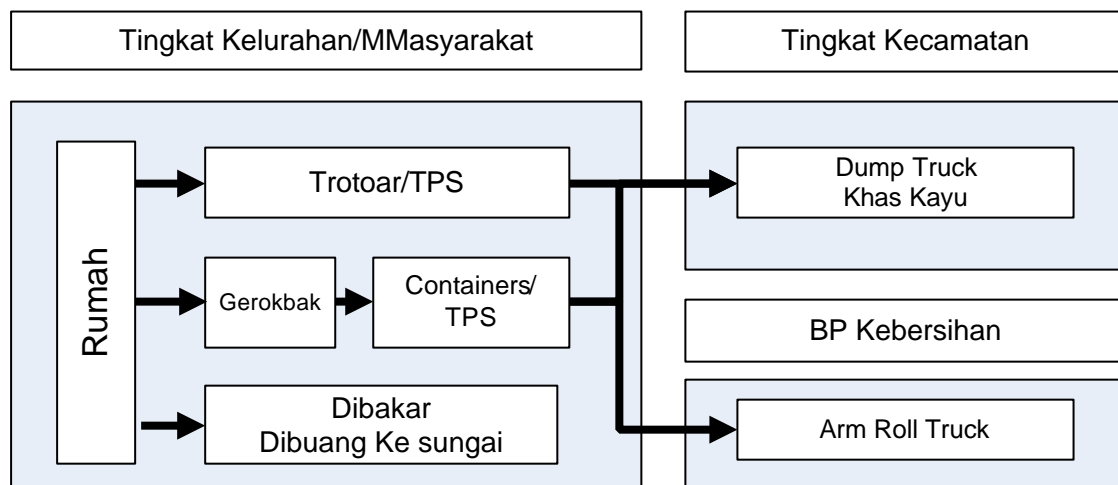 Tingkat Kelurahan/MMasyarakat
Tingkat Kecamatan
Rumah
Trotoar/TPS
Dump Truck
Khas Kayu
Gerokbak
Containers/
TPS
BP Kebersihan
Dibakar
Dibuang Ke sungai
Arm Roll Truck